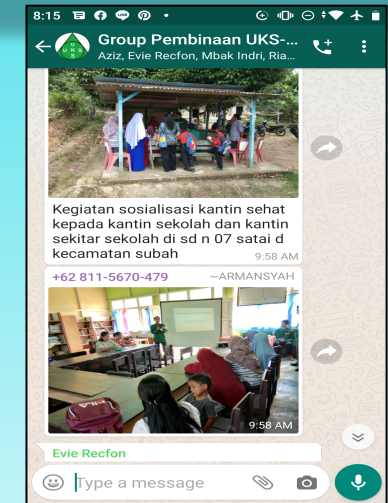 8:15
Group Pembinaan UKS-...
Aziz, Evie Recfon, Mbak Indri, Ria...
UKS
Kegiatan sosialisasi kantin sehat
kepada kantin sekolah dan kantin
sekitar sekolah di sd n 07 satai d
kecamatan subah
9:58 AM
+62 811-5670-479 ~ARMANSYAH
9:58 AM
Evie Recfon
Type a message